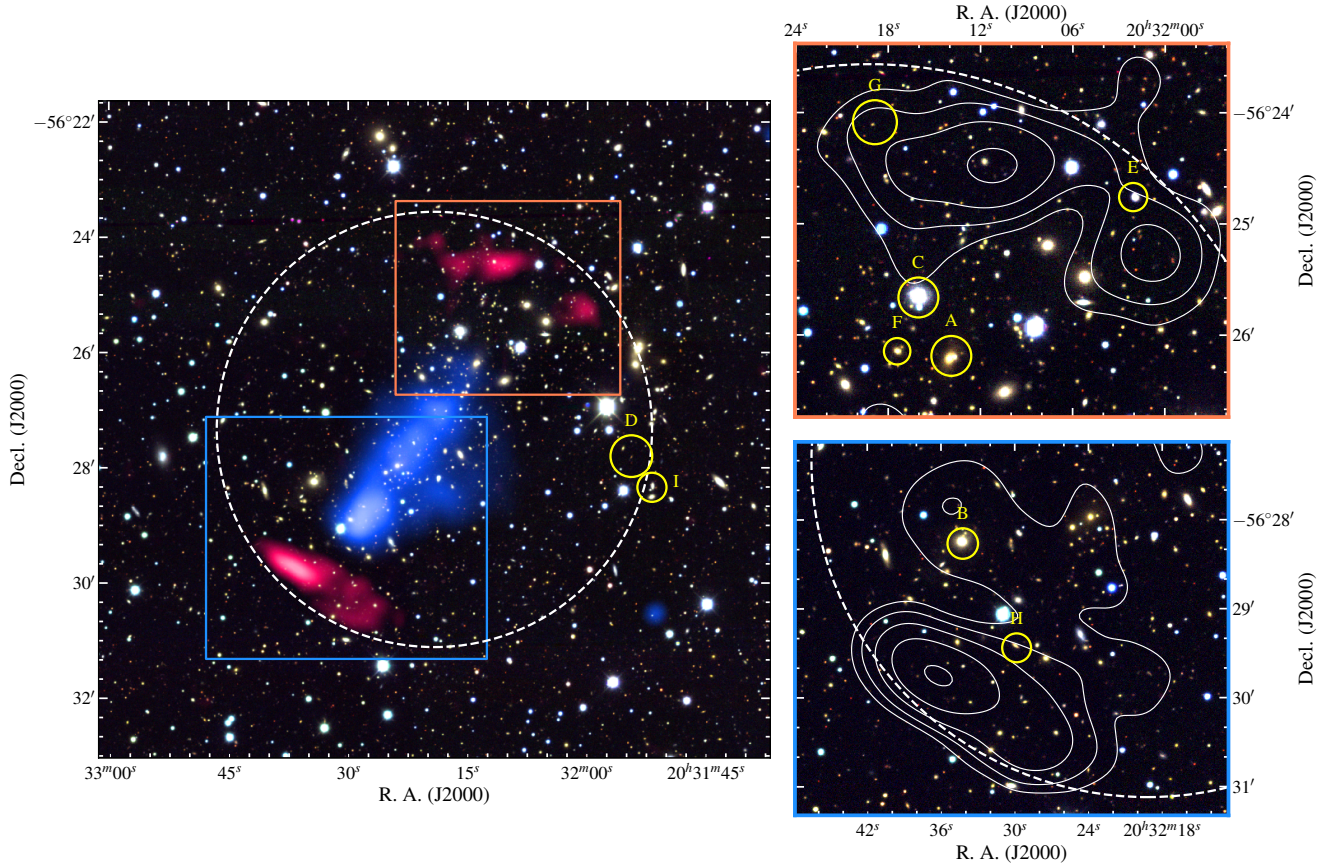 R. A. (J2000)
24ˢ 18ˢ 12ˢ 06ˢ 20ʰ32ᵐ00ˢ
−56°22′
24′
26′
28′
30′
32′
Decl. (J2000)
D
I
33ᵐ00ˢ 45ˢ 30ˢ 15ˢ 32ᵐ00ˢ 20ʰ31ᵐ45ˢ
R. A. (J2000)
G
E
C
F
A
−56°24′
25′
26′
Decl. (J2000)
B
H
−56°28′
29′
30′
31′
Decl. (J2000)
42ˢ 36ˢ 30ˢ 24ˢ 20ʰ32ᵐ18ˢ
R. A. (J2000)